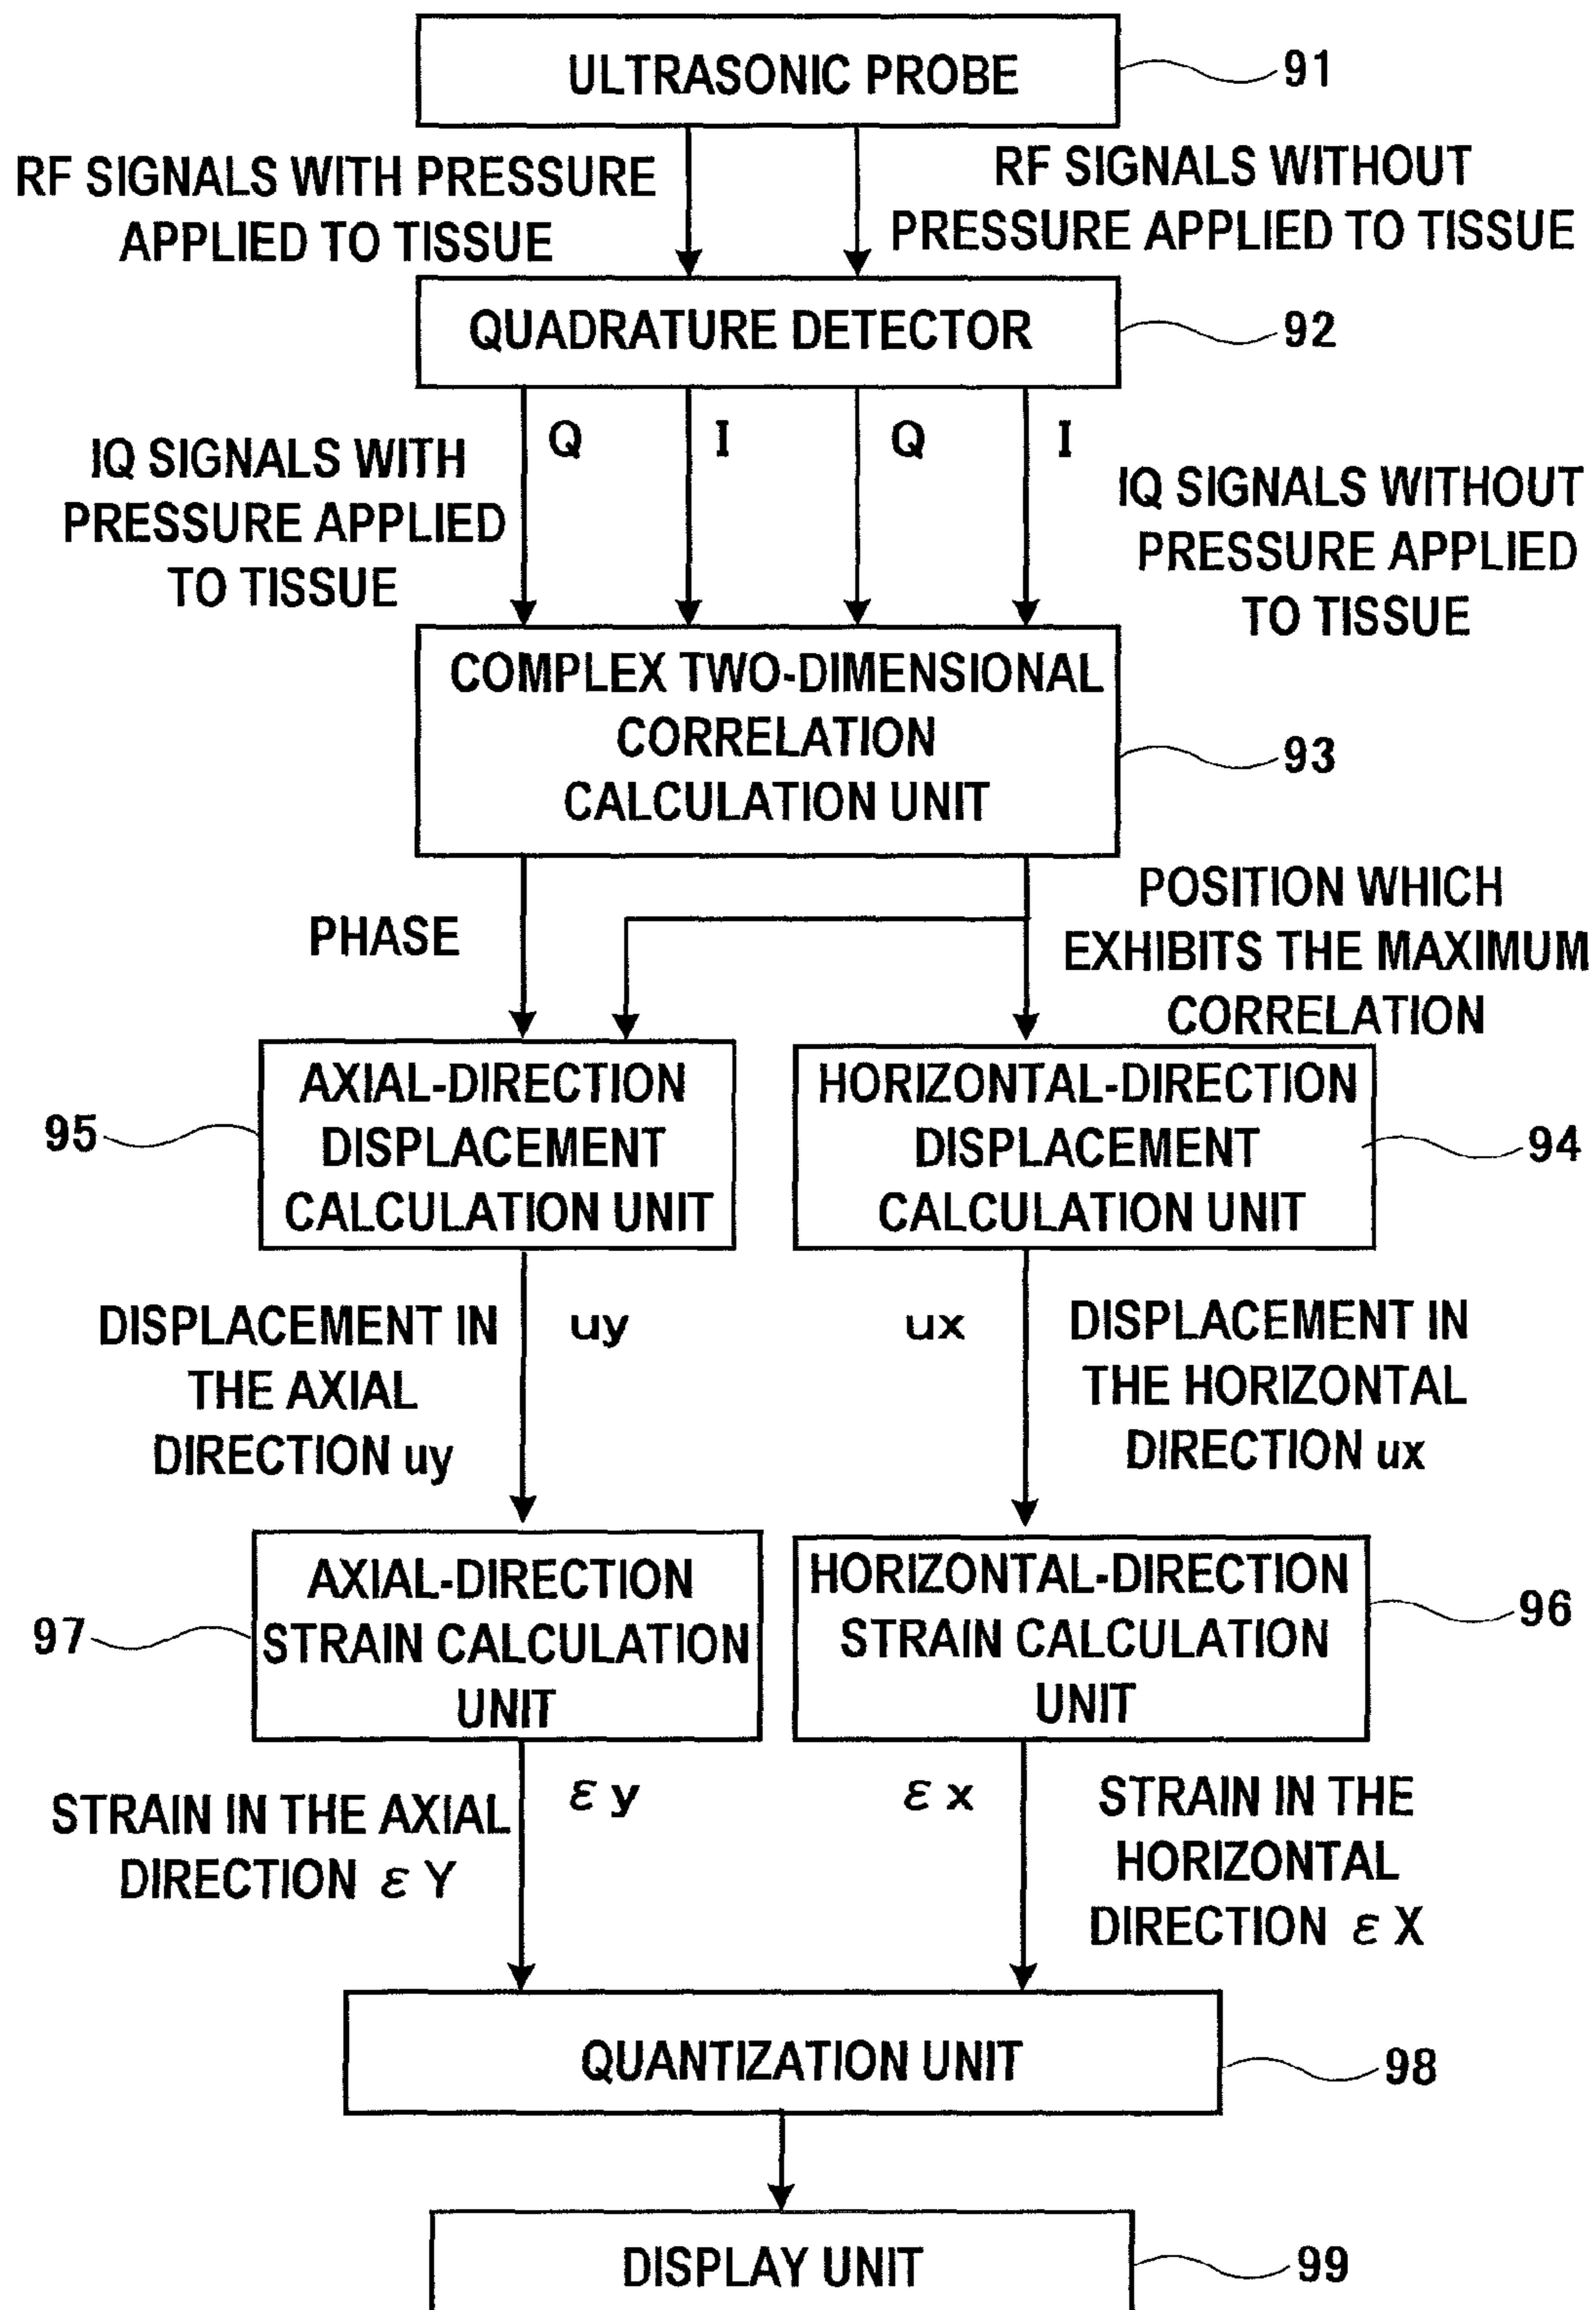 ULTRASONIC PROBE
91
RF SIGNALS WITH PRESSURE
APPLIED TO TISSUE
RF SIGNALS WITHOUT
PRESSURE APPLIED TO TISSUE
QUADRATURE DETECTOR
92
Q
I
Q
I
IQ SIGNALS WITH
PRESSURE APPLIED
TO TISSUE
IQ SIGNALS WITHOUT
PRESSURE APPLIED
TO TISSUE
COMPLEX TWO-DIMENSIONAL
CORRELATION
CALCULATION UNIT
93
PHASE
POSITION WHICH
EXHIBITS THE MAXIMUM
CORRELATION
95
AXIAL-DIRECTION
DISPLACEMENT
CALCULATION UNIT
HORIZONTAL-DIRECTION
DISPLACEMENT
CALCULATION UNIT
94
DISPLACEMENT IN
THE AXIAL
DIRECTION uy
uy
ux
DISPLACEMENT IN
THE HORIZONTAL
DIRECTION ux
97
AXIAL-DIRECTION
STRAIN CALCULATION
UNIT
HORIZONTAL-DIRECTION
STRAIN CALCULATION
UNIT
96
STRAIN IN THE AXIAL
DIRECTION ε Y
ε y
ε x
STRAIN IN THE
HORIZONTAL
DIRECTION ε X
QUANTIZATION UNIT
98
DISPLAY UNIT
99